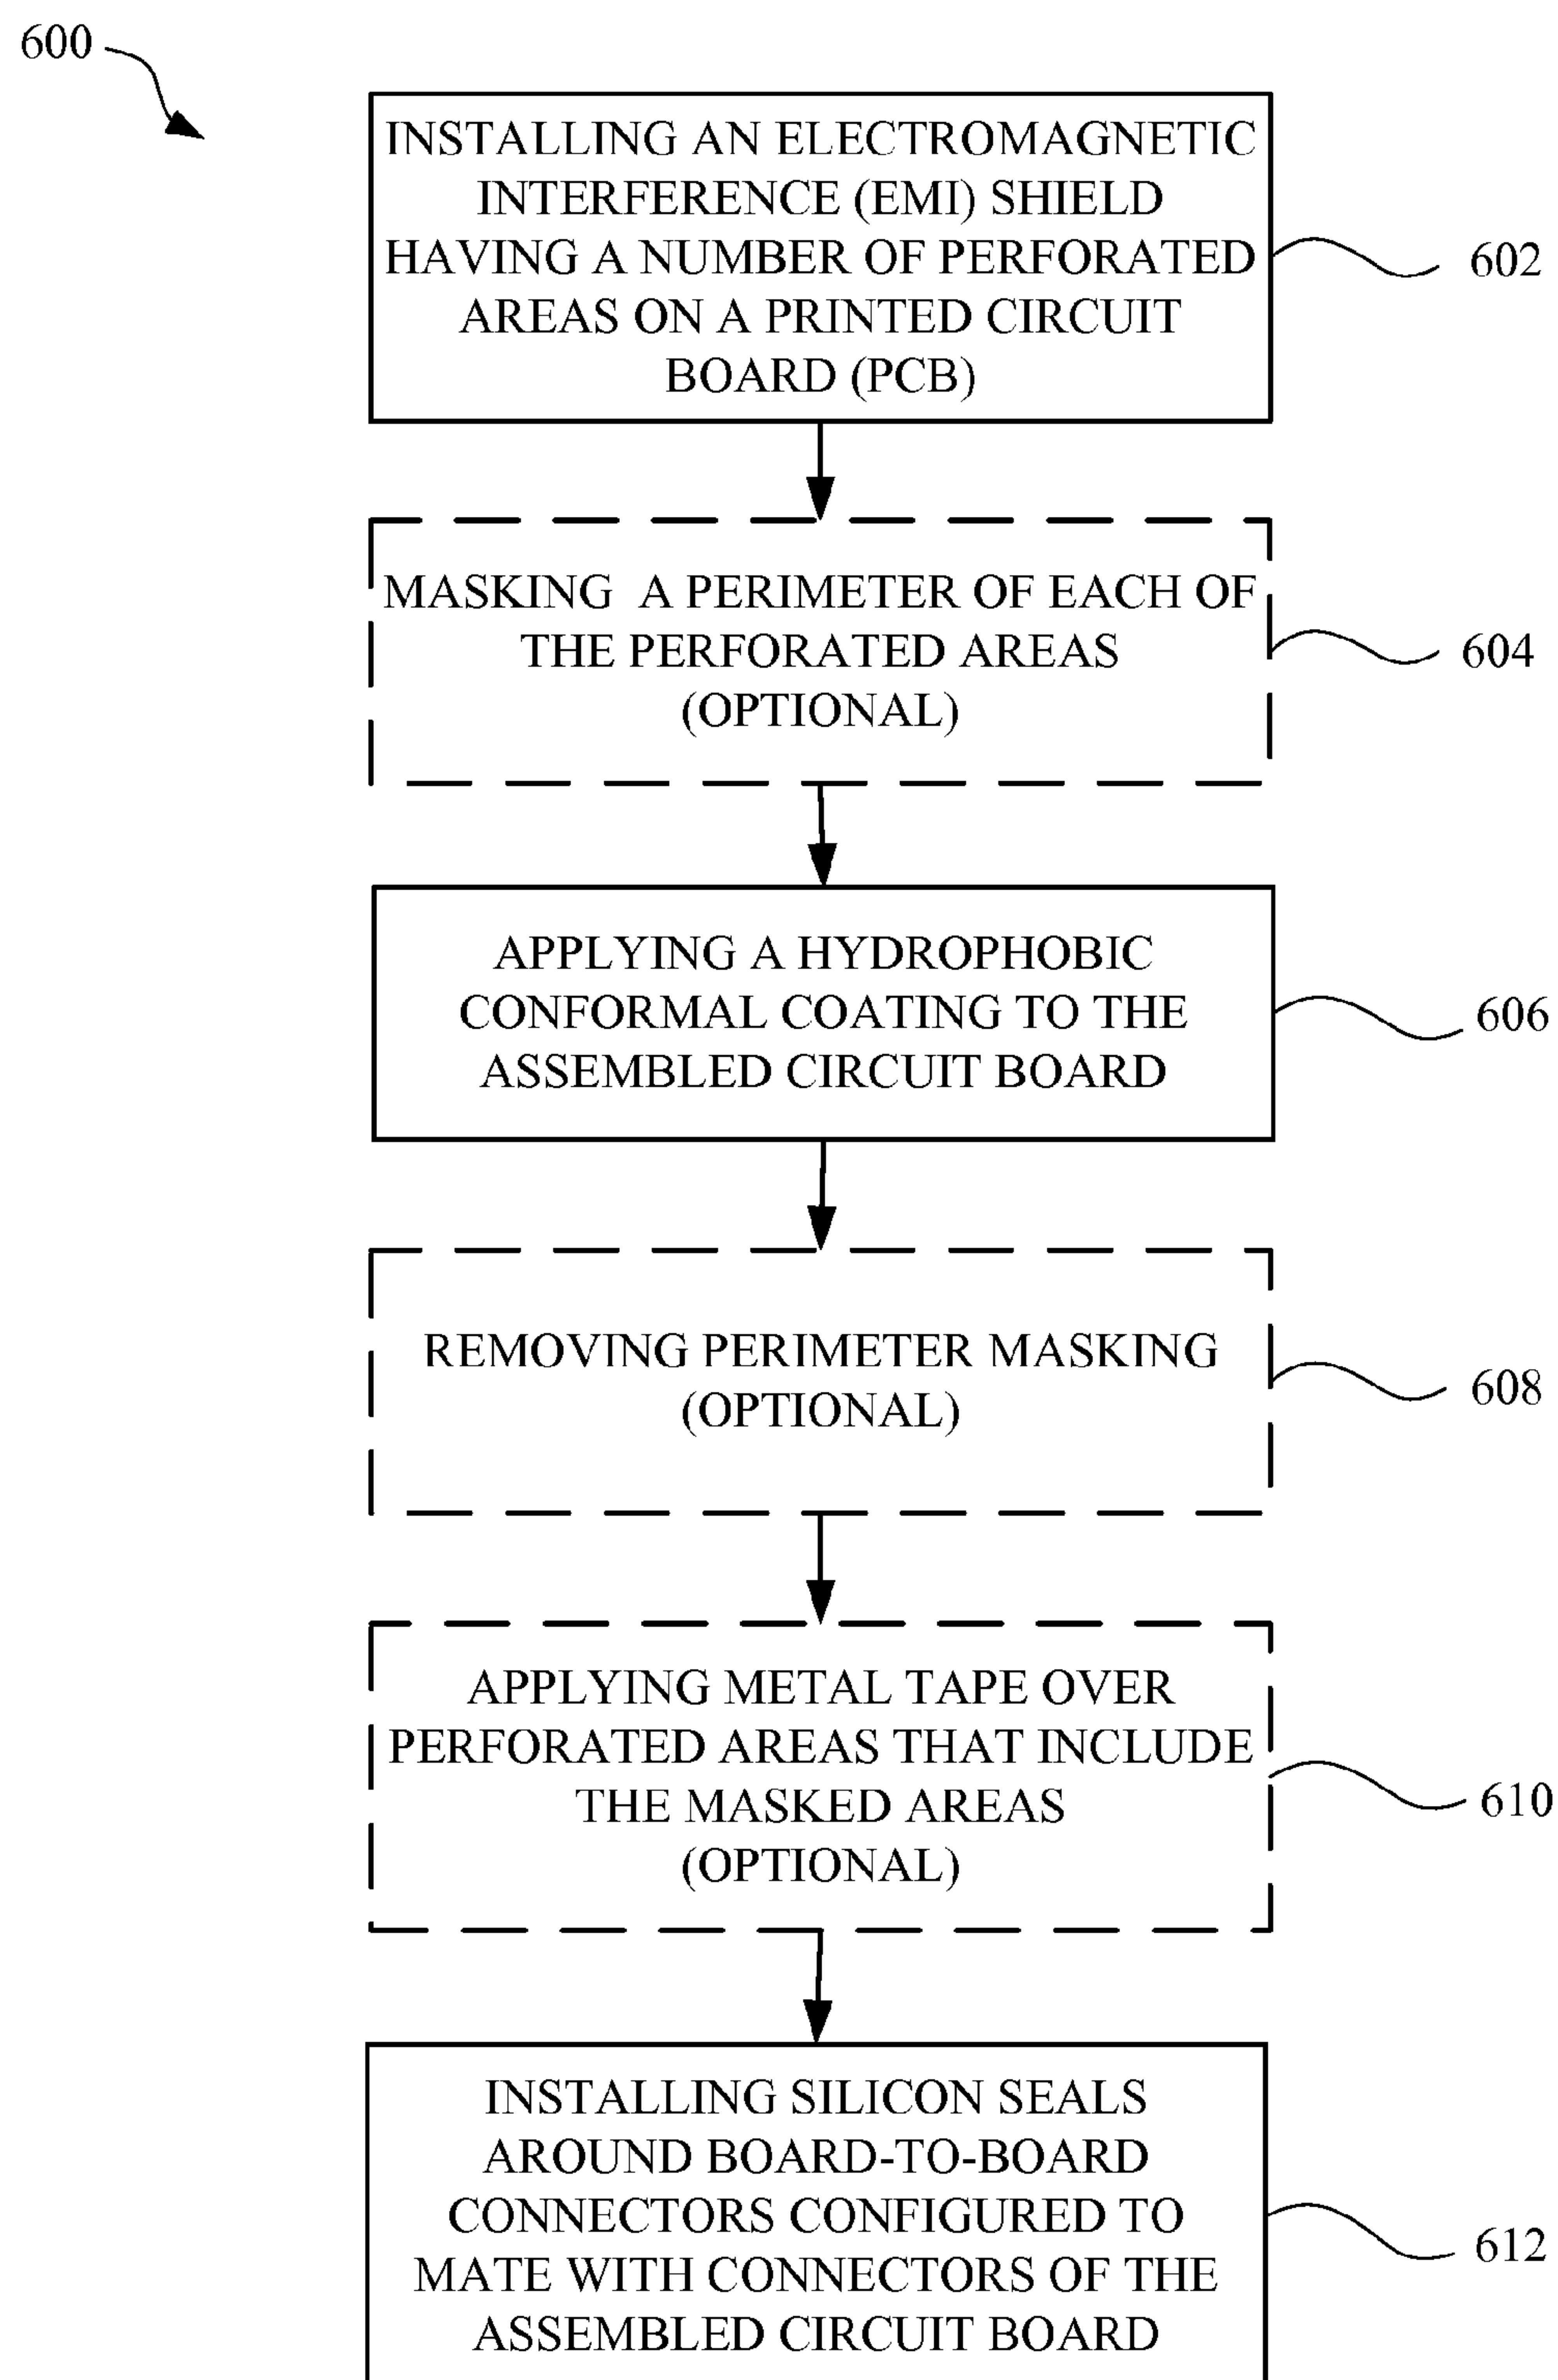 600
INSTALLING AN ELECTROMAGNETIC
INTERFERENCE (EMI) SHIELD
HAVING A NUMBER OF PERFORATED
AREAS ON A PRINTED CIRCUIT
BOARD (PCB)
602
MASKING A PERIMETER OF EACH OF
THE PERFORATED AREAS
(OPTIONAL)
604
APPLYING A HYDROPHOBIC
CONFORMAL COATING TO THE
ASSEMBLED CIRCUIT BOARD
606
REMOVING PERIMETER MASKING
(OPTIONAL)
608
APPLYING METAL TAPE OVER
PERFORATED AREAS THAT INCLUDE
THE MASKED AREAS
(OPTIONAL)
610
INSTALLING SILICON SEALS
AROUND BOARD-TO-BOARD
CONNECTORS CONFIGURED TO
MATE WITH CONNECTORS OF THE
ASSEMBLED CIRCUIT BOARD
612